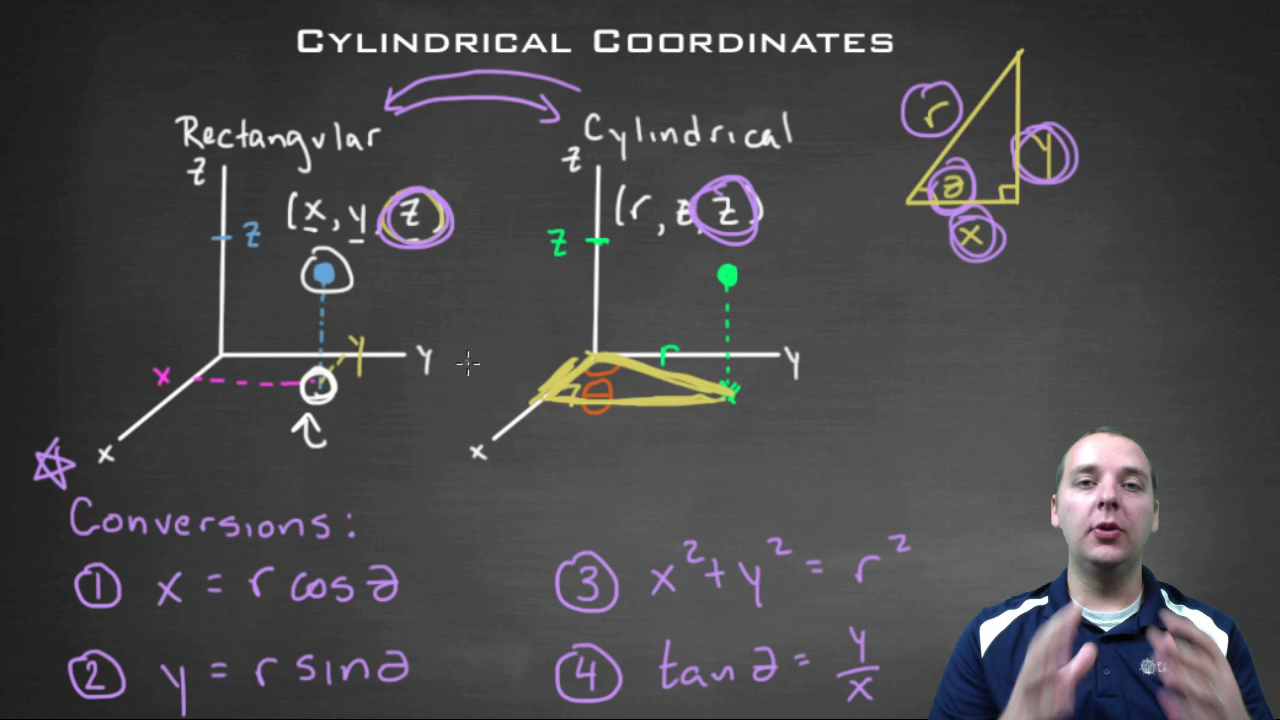 CYLINDRICAL COORDINATES
Rectangular
Cylindrical
(x, y, z)
(r, θ, z)
z
z
z
z
x
y
y
x
r
y
θ
x
r
θ
y
x
Conversions:
① x = r cos θ
② y = r sin θ
③ x² + y² = r²
④ tan θ = y/x